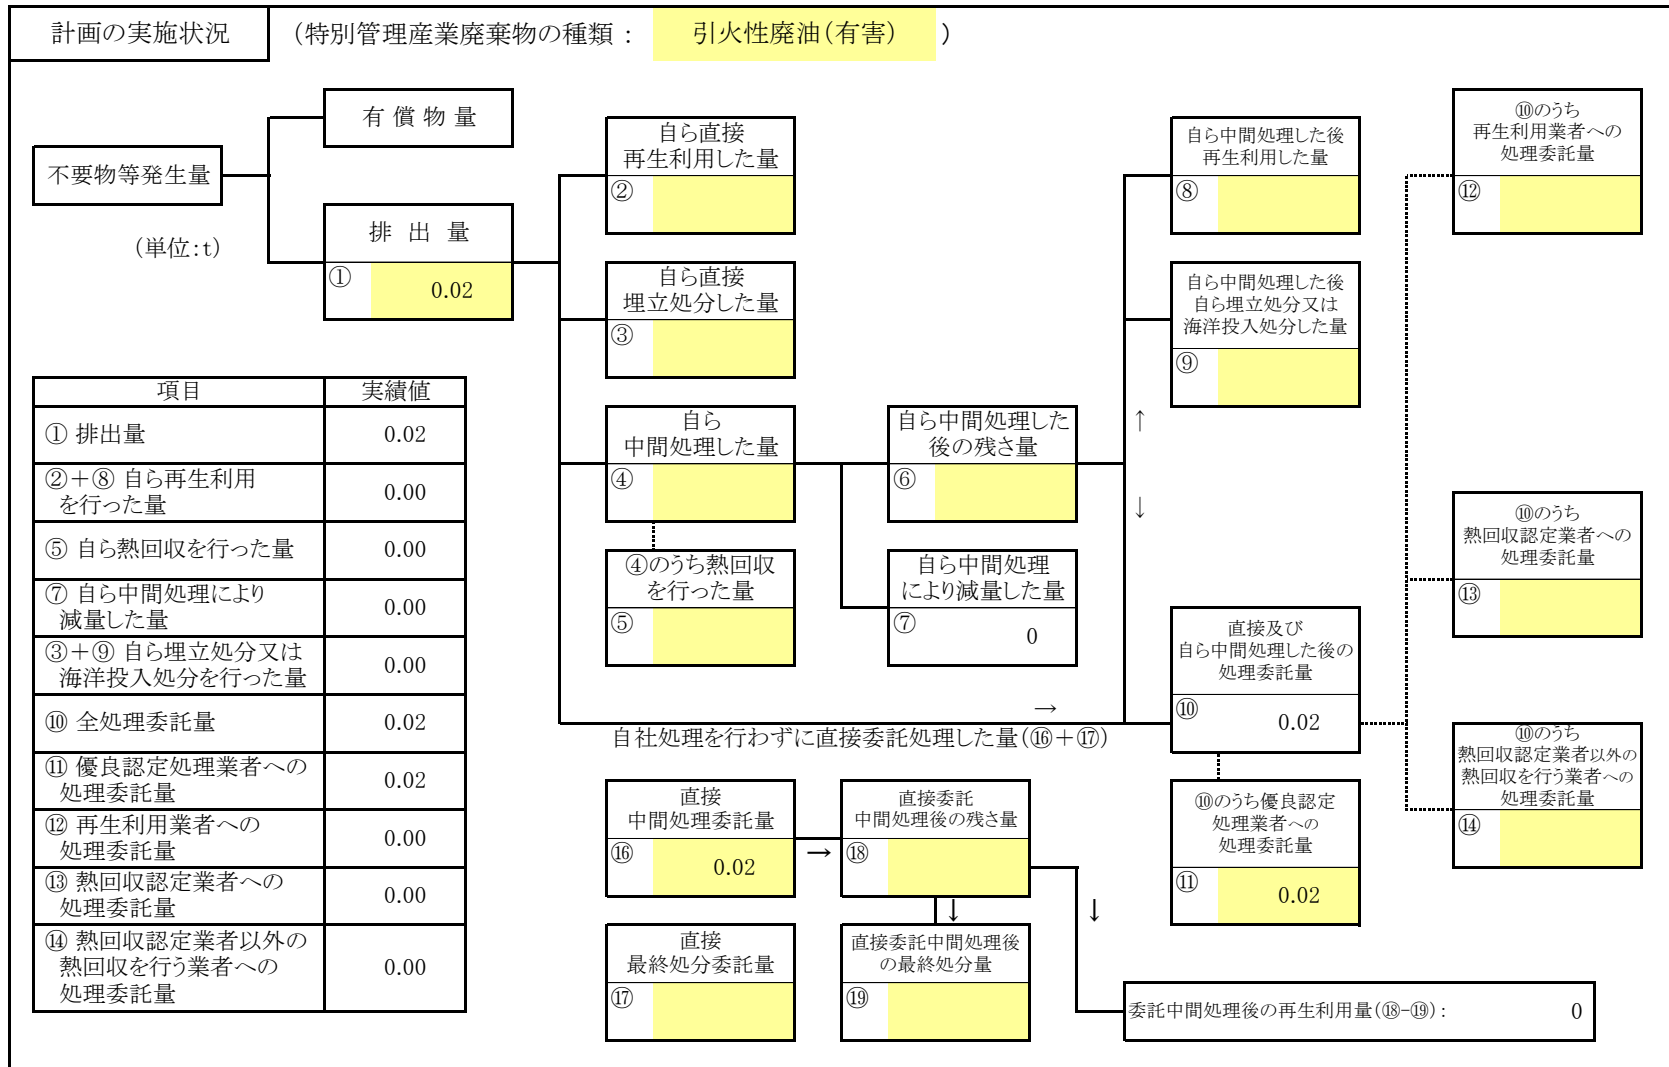 計画の実施状況
(特別管理産業廃棄物の種類： 引火性廃油(有害) )
不要物等発生量
(単位:t)
有 償 物 量
排 出 量
① 0.02
自ら直接
再生利用した量
②
自ら直接
埋立処分した量
③
自ら
中間処理した量
④
④のうち熱回収
を行った量
⑤
自ら中間処理した
後の残さ量
⑥
自ら中間処理
により減量した量
⑦ 0
自ら中間処理した後
再生利用した量
⑧
自ら中間処理した後
自ら埋立処分又は
海洋投入処分した量
⑨
↑
↓
→
自社処理を行わずに直接委託処理した量(⑯＋⑰)
直接及び
自ら中間処理した後の
処理委託量
⑩ 0.02
⑩のうち優良認定
処理業者への
処理委託量
⑪ 0.02
⑩のうち
再生利用業者への
処理委託量
⑫
⑩のうち
熱回収認定業者への
処理委託量
⑬
⑩のうち
熱回収認定業者以外の
熱回収を行う業者への
処理委託量
⑭
直接
中間処理委託量
⑯ 0.02
→
直接委託
中間処理後の残さ量
⑱
↓
↓
直接
最終処分委託量
⑰
直接委託中間処理後
の最終処分量
⑲
委託中間処理後の再生利用量(⑱-⑲)： 0
項目 実績値
① 排出量 0.02
②＋⑧ 自ら再生利用
を行った量 0.00
⑤ 自ら熱回収を行った量 0.00
⑦ 自ら中間処理により
減量した量 0.00
③＋⑨ 自ら埋立処分又は
海洋投入処分を行った量 0.00
⑩ 全処理委託量 0.02
⑪ 優良認定処理業者への
処理委託量 0.02
⑫ 再生利用業者への
処理委託量 0.00
⑬ 熱回収認定業者への
処理委託量 0.00
⑭ 熱回収認定業者以外の
熱回収を行う業者への
処理委託量 0.00